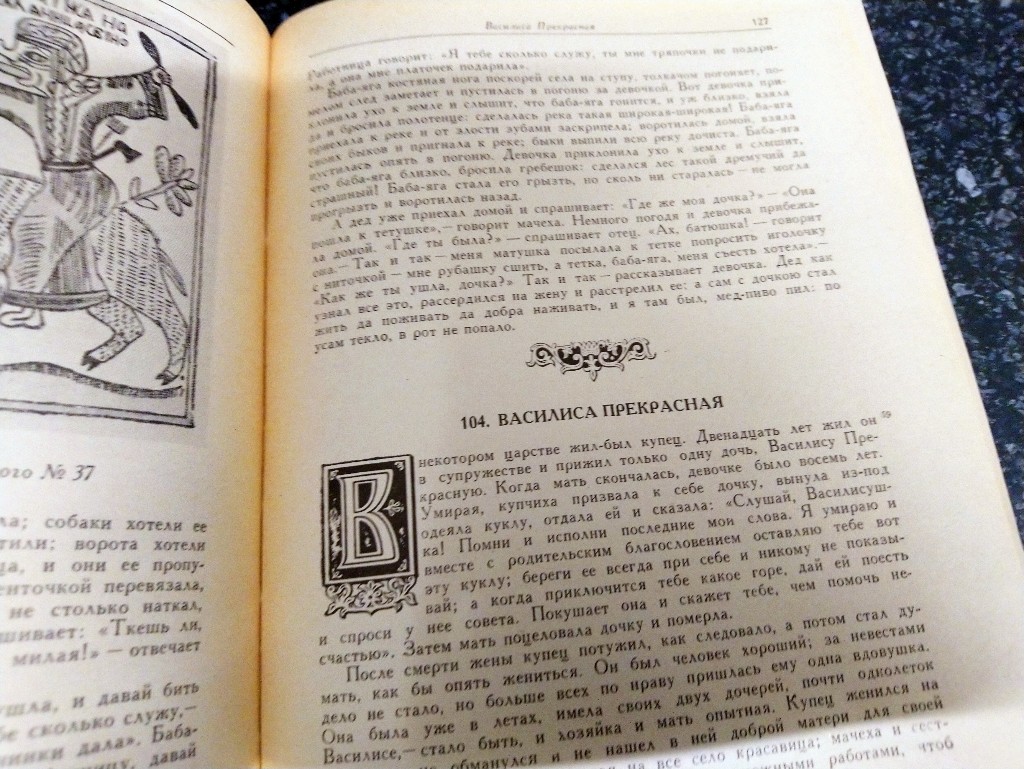 ого № 37
ла; собаки хотели ее
тили; ворота хотели
ца, и они ее пропу-
енточкой перевязала,
не столько наткал,
шивает: «Ткешь ли,
милая!» — отвечает
ушла, и давай бить
бе сколько служу,—
дала». Баба-
давай
Василиса Прекрасная
127
Работница говорит: «Я тебе сколько служу, ты мне тряпочки не подари-
ла, а она мне платочек подарила».
Баба-яга костяная нога поскорей села на ступу, толкачом погоняет, по-
мелом след заметает и пустилась в погоню за девочкой. Вот девочка при-
клонила ухо к земле и слышит, что баба-яга гонится, и уж близко, взяла
да и бросила полотенце: сделалась река такая широкая-широкая! Баба-яга
приехала к реке и от злости зубами заскрипела; воротилась домой, взяла
своих быков и пригнала к реке; быки выпили всю реку дочиста. Баба-яга
пустилась опять в погоню. Девочка приклонила ухо к земле и слышит,
что баба-яга близко, бросила гребешок: сделался лес такой дремучий да
страшный! Баба-яга стала его грызть, но сколь ни старалась — не могла
прогрызть и воротилась назад.
А дед уже приехал домой и спрашивает: «Где же моя дочка?» — «Она
пошла к тетушке»,— говорит мачеха. Немного погодя и девочка прибежа-
ла домой. «Где ты была?» — спрашивает отец. «Ах, батюшка! — говорит
она.— Так и так — меня матушка посылала к тетке попросить иголочку
с ниточкой — мне рубашку сшить, а тетка, баба-яга, меня съесть хотела».—
«Как же ты ушла, дочка?» Так и так — рассказывает девочка. Дед как
узнал все это, рассердился на жену и расстрелил ее; а сам с дочкою стал
жить да поживать да добра наживать, и я там был, мед-пиво пил: по
усам текло, в рот не попало.
104. ВАСИЛИСА ПРЕКРАСНАЯ
В некотором царстве жил-был купец. Двенадцать лет жил он 59
в супружестве и прижил только одну дочь, Василису Пре-
красную. Когда мать скончалась, девочке было восемь лет.
Умирая, купчиха призвала к себе дочку, вынула из-под
одеяла куклу, отдала ей и сказала: «Слушай, Василисуш-
ка! Помни и исполни последние мои слова. Я умираю и
вместе с родительским благословением оставляю тебе вот
эту куклу; береги ее всегда при себе и никому не показы-
вай; а когда приключится тебе какое горе, дай ей поесть
и спроси у нее совета. Покушает она и скажет тебе, чем помочь не-
счастью». Затем мать поцеловала дочку и померла.
После смерти жены купец потужил, как следовало, а потом стал ду-
мать, как бы опять жениться. Он был человек хороший; за невестами
дело не стало, но больше всех по нраву пришлась ему одна вдовушка.
Она была уже в летах, имела своих двух дочерей, почти однолеток
Василисе,— стало быть, и хозяйка и мать опытная. Купец женился на
обманулся и не нашел в ней доброй матери для своей
на все село красавица; мачеха и сест-
работами, чтоб